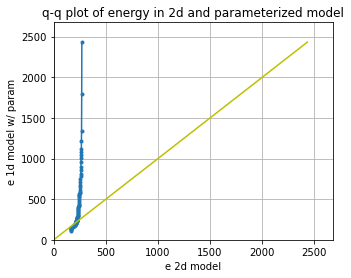 q-q plot of energy in 2d and parameterized model
2500
2000
1500
1000
500
0
e 1d model w/ param
0 500 1000 1500 2000 2500
e 2d model